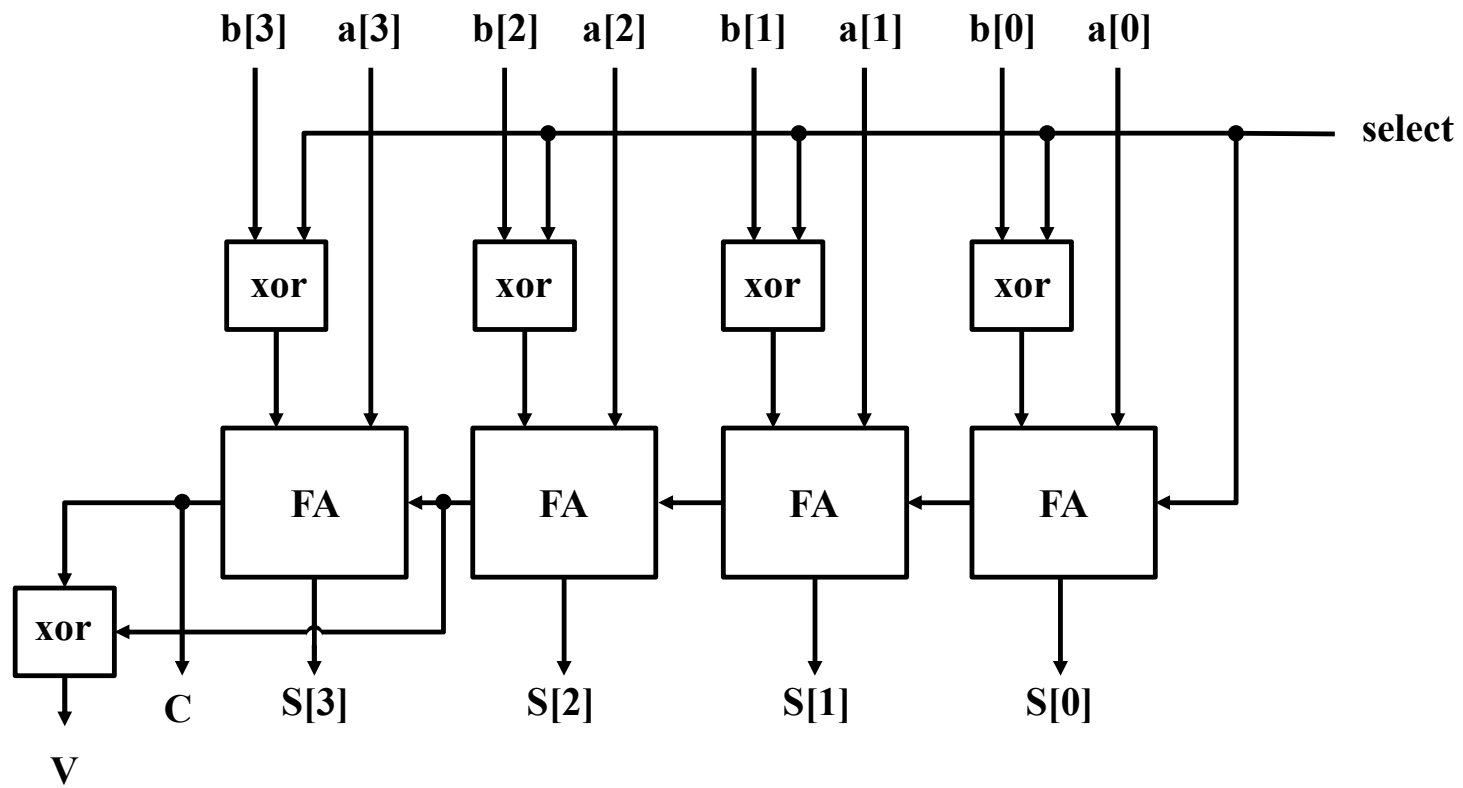 b[3] a[3] b[2] a[2] b[1] a[1] b[0] a[0]
select
xor xor xor xor
FA FA FA FA
xor
C S[3] S[2] S[1] S[0]
V